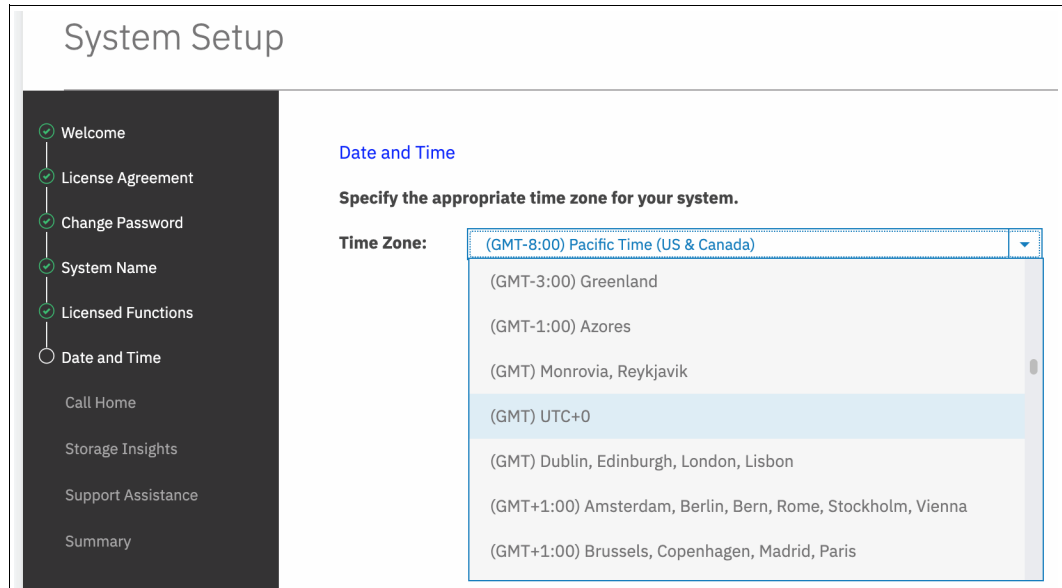 System Setup
Welcome
License Agreement
Change Password
System Name
Licensed Functions
Date and Time
Call Home
Storage Insights
Support Assistance
Summary
Date and Time
Specify the appropriate time zone for your system.
Time Zone:
(GMT-8:00) Pacific Time (US & Canada)
(GMT-3:00) Greenland
(GMT-1:00) Azores
(GMT) Monrovia, Reykjavik
(GMT) UTC+0
(GMT) Dublin, Edinburgh, London, Lisbon
(GMT+1:00) Amsterdam, Berlin, Bern, Rome, Stockholm, Vienna
(GMT+1:00) Brussels, Copenhagen, Madrid, Paris